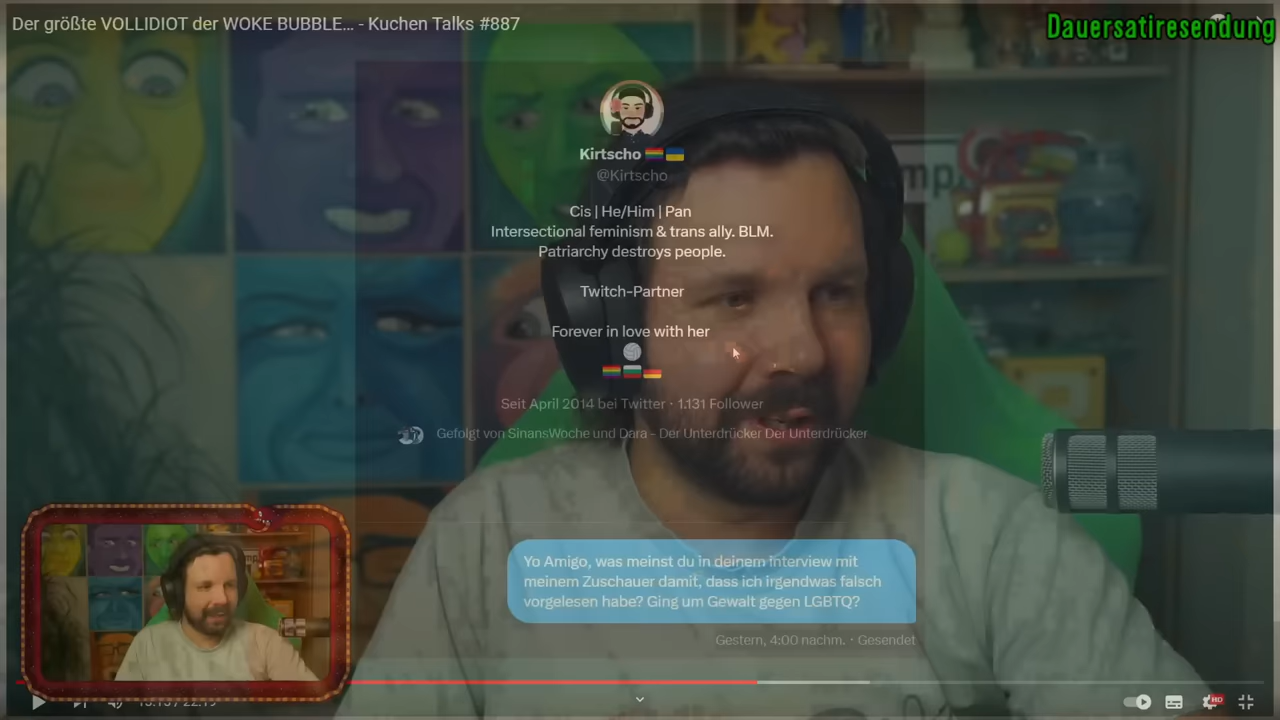 Der größte VOLLIDIOT der WOKE BUBBLE... - Kuchen Talks #887
Dauersatiresendung
Kirtscho
@Kirtscho
Cis | He/Him | Pan
Intersectional feminism & trans ally. BLM.
Patriarchy destroys people.
Twitch-Partner
Forever in love with her
Seit April 2014 bei Twitter · 1.131 Follower
Gefolgt von SinansWoche und Dara - Der Unterdrücker Der Unterdrücker
Yo Amigo, was meinst du in deinem interview mit
meinem Zuschauer damit, dass ich irgendwas falsch
vorgelesen habe? Ging um Gewalt gegen LGBTQ?
Gestern, 4:00 nachm. · Gesendet
HD